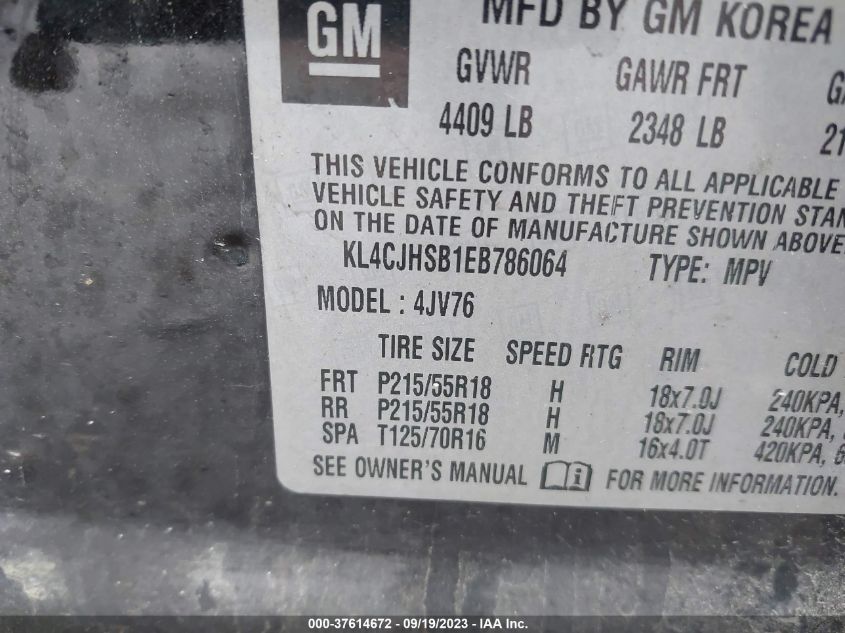 GM
MFD BY GM KOREA
GVWR GAWR FRT
4409 LB 2348 LB
THIS VEHICLE CONFORMS TO ALL APPLICABLE
VEHICLE SAFETY AND THEFT PREVENTION STAN
ON THE DATE OF MANUFACTURE SHOWN ABOVE
KL4CJHSB1EB786064 TYPE: MPV
MODEL : 4JV76
TIRE SIZE SPEED RTG RIM COLD
FRT P215/55R18 H 18x7.0J 240KPA,
RR P215/55R18 H 18x7.0J 240KPA,
SPA T125/70R16 M 16x4.0T 420KPA, 6
SEE OWNER'S MANUAL i FOR MORE INFORMATION.
000-37614672 - 09/19/2023 - IAA Inc.